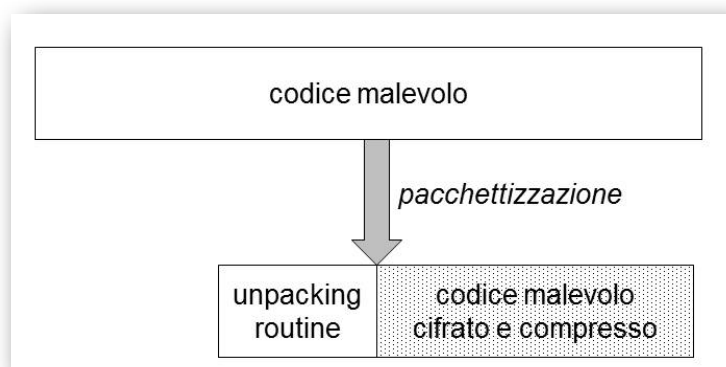 codice malevolo
pacchettizzazione
unpacking
routine
codice malevolo
cifrato e compresso